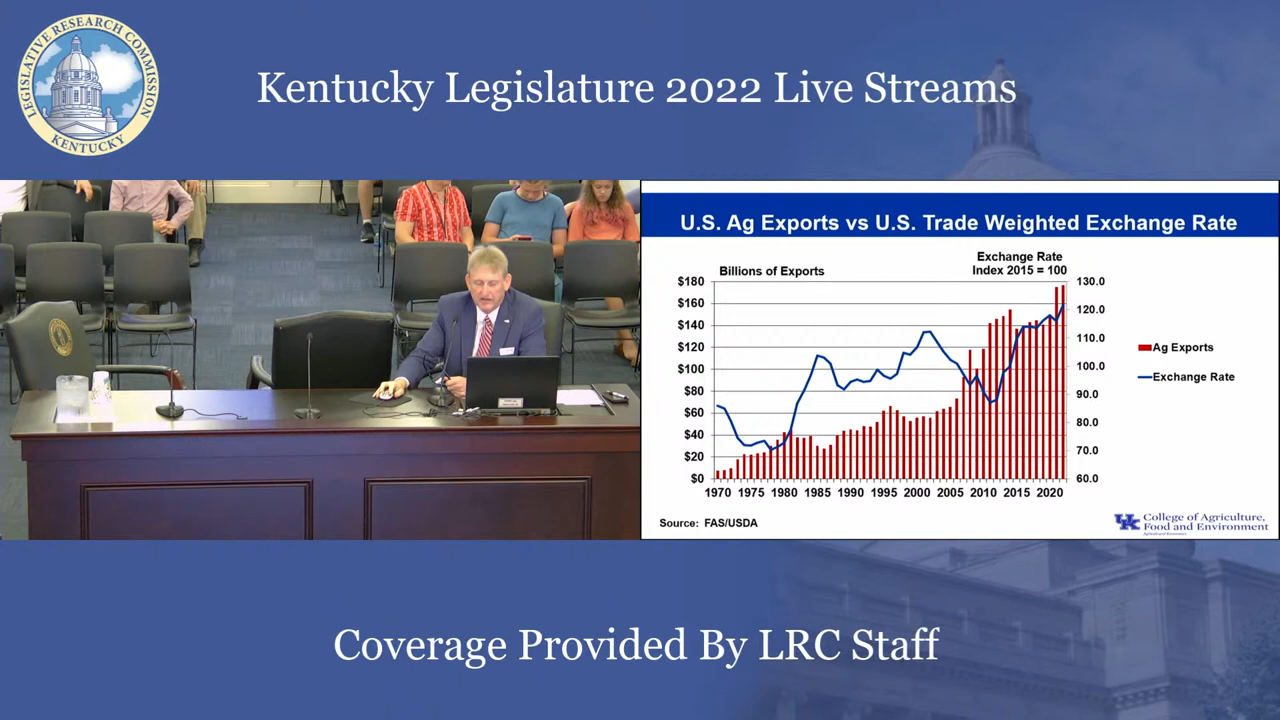 LEGISLATIVE RESEARCH COMMISSION
KENTUCKY
Kentucky Legislature 2022 Live Streams
U.S. Ag Exports vs U.S. Trade Weighted Exchange Rate
Billions of Exports
Exchange Rate
Index 2015 = 100
$180
$160
$140
$120
$100
$80
$60
$40
$20
$0
130.0
120.0
110.0
100.0
90.0
80.0
70.0
60.0
1970 1975 1980 1985 1990 1995 2000 2005 2010 2015 2020
Ag Exports
Exchange Rate
Source: FAS/USDA
UK
College of Agriculture,
Food and Environment
Agricultural Economics
Coverage Provided By LRC Staff